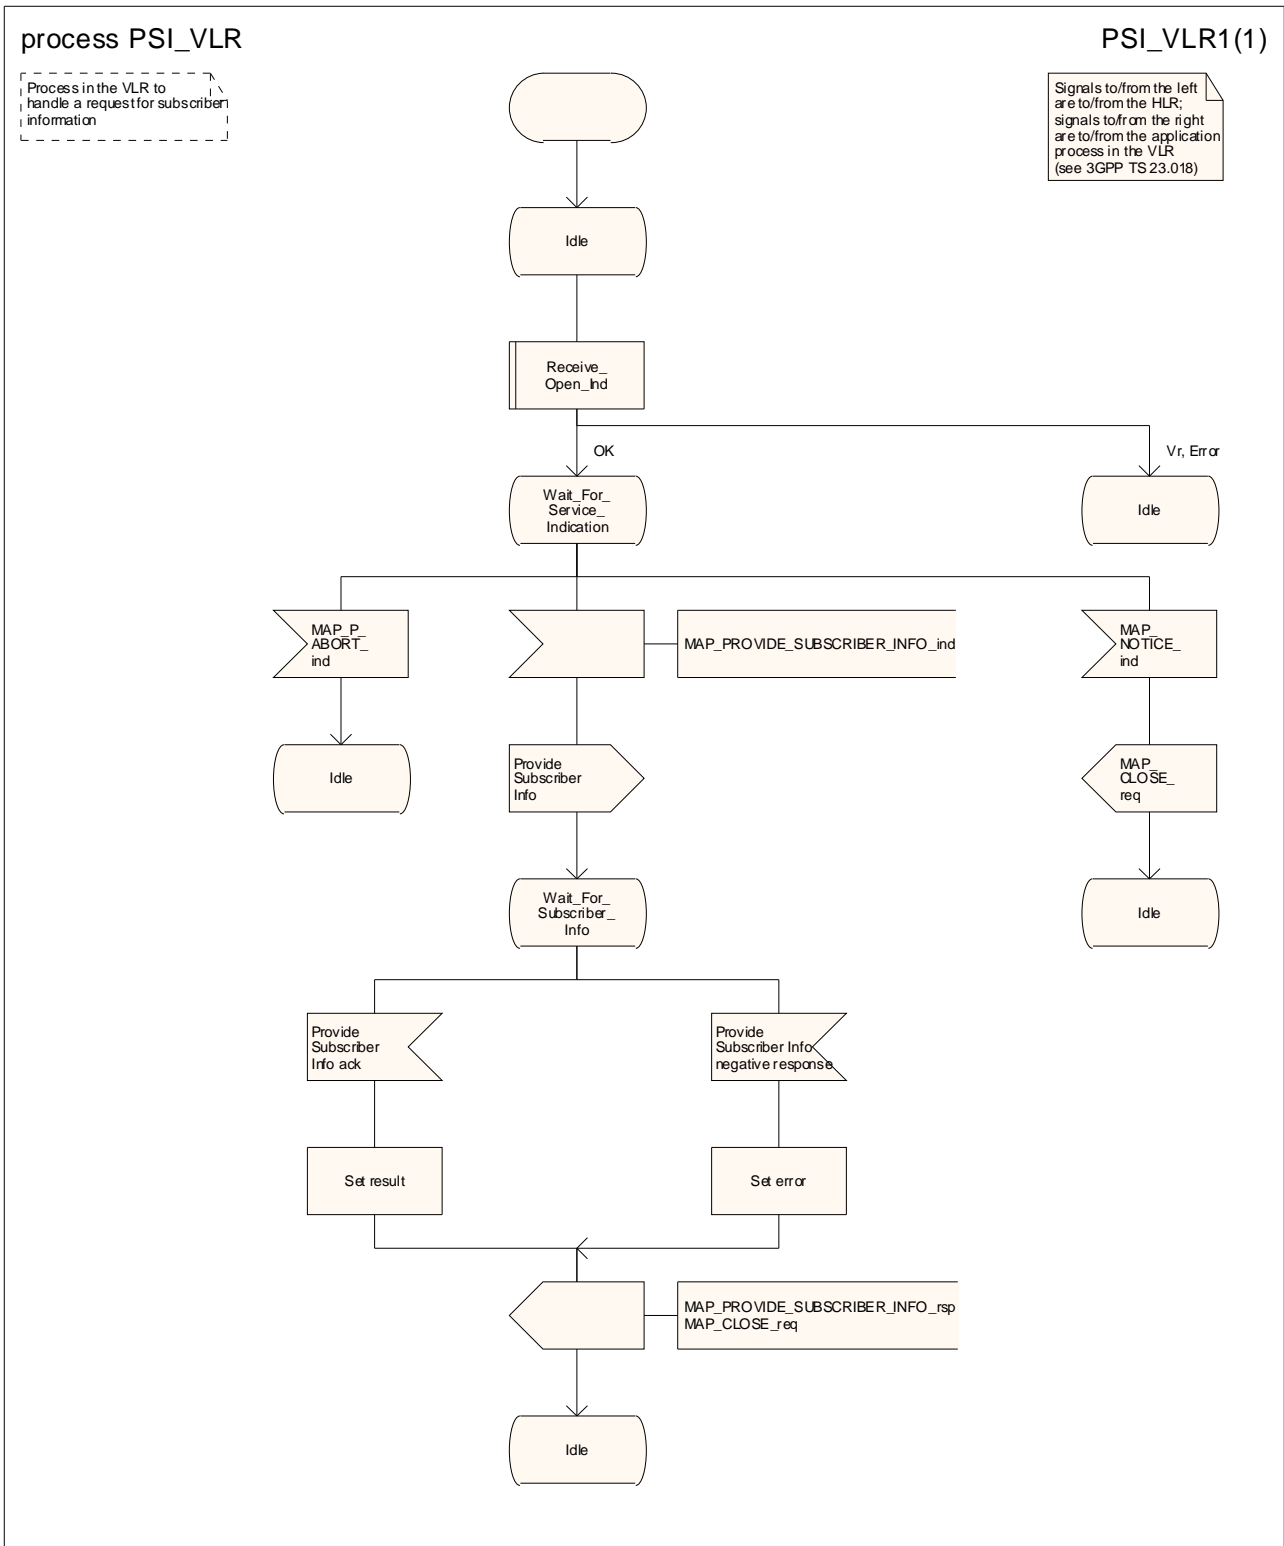 process PSI_VLR
PSI_VLR1(1)
Process in the VLR to
handle a request for subscriber
information
Signals to/from the left
are to/from the HLR;
signals to/from the right
are to/from the application
process in the VLR
(see 3GPP TS 23.018)
Idle
Receive_
Open_Ind
OK
Vr, Error
Wait_For_
Service_
Indication
Idle
MAP_P_
ABORT_
ind
MAP_PROVIDE_SUBSCRIBER_INFO_ind
MAP_
NOTICE_
ind
Idle
Provide
Subscriber
Info
MAP_
CLOSE_
req
Wait_For_
Subscriber_
Info
Idle
Provide
Subscriber
Info ack
Provide
Subscriber Info
negative response
Set result
Set error
MAP_PROVIDE_SUBSCRIBER_INFO_rsp
MAP_CLOSE_req
Idle